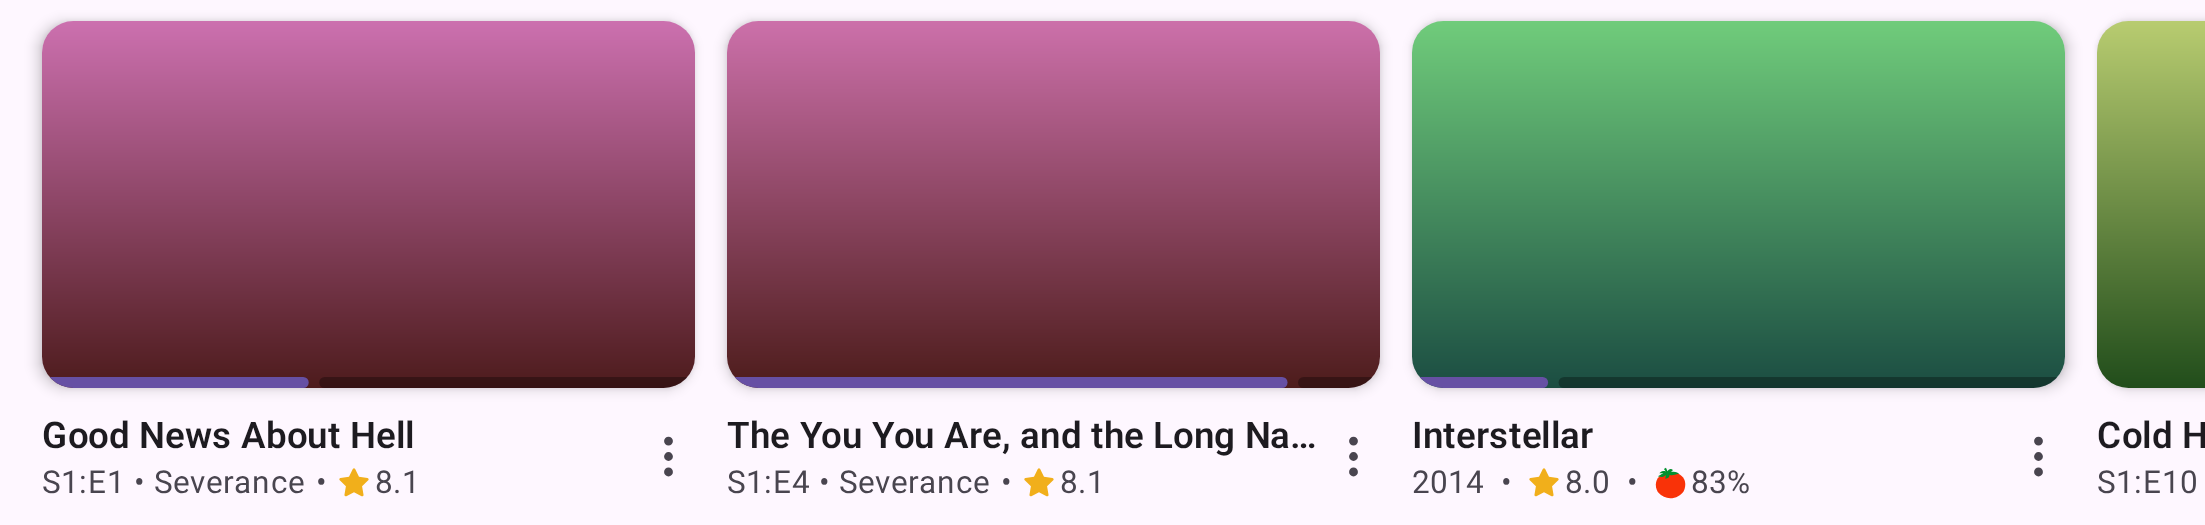 Good News About Hell
S1:E1 • Severance • ⭐ 8.1
The You You Are, and the Long Na…
S1:E4 • Severance • ⭐ 8.1
Interstellar
2014 • ⭐ 8.0 • 🍅 83%
Cold H
S1:E10